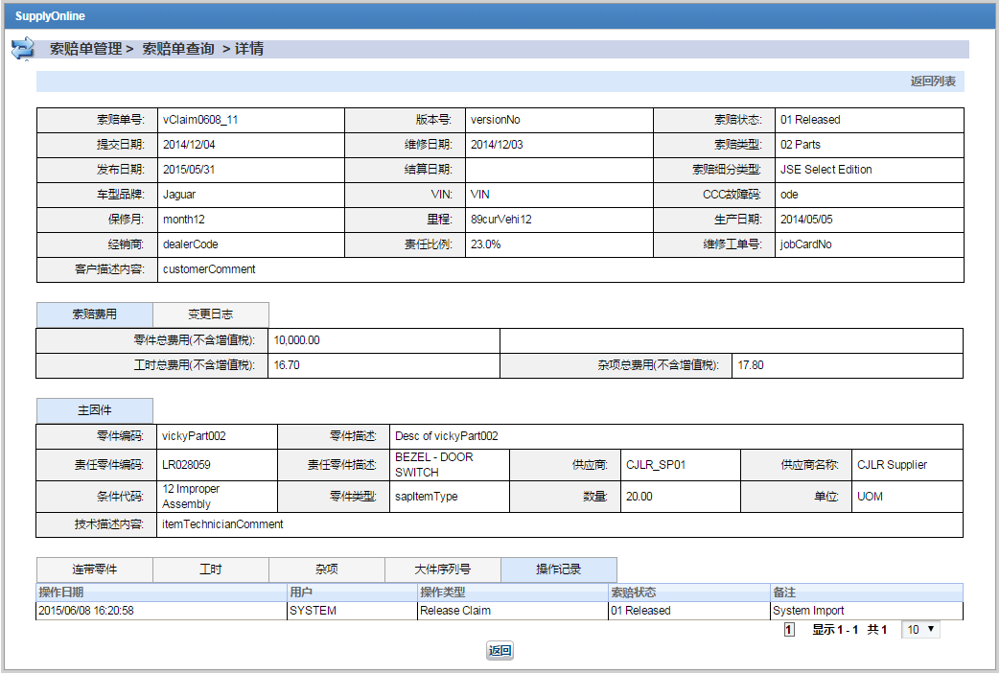 SupplyOnline
索赔单管理 > 索赔单查询 > 详情
返回列表
索赔单号: vClaim0608_11 版本号: versionNo 索赔状态: 01 Released
提交日期: 2014/12/04 维修日期: 2014/12/03 索赔类型: 02 Parts
发布日期: 2015/05/31 结算日期: 索赔细分类型: JSE Select Edition
车型品牌: Jaguar VIN: VIN CCC故障码: ode
保修月: month12 里程: 89curVehi12 生产日期: 2014/05/05
经销商: dealerCode 责任比例: 23.0% 维修工单号: jobCardNo
客户描述内容: customerComment
索赔费用 变更日志
零件总费用(不含增值税): 10,000.00
工时总费用(不含增值税): 16.70 杂项总费用(不含增值税): 17.80
主因件
零件编码: vickyPart002 零件描述: Desc of vickyPart002
责任零件编码: LR028059 责任零件描述: BEZEL - DOOR SWITCH 供应商: CJLR_SP01 供应商名称: CJLR Supplier
条件代码: 12 Improper Assembly 零件类型: sapItemType 数量: 20.00 单位: UOM
技术描述内容: itemTechnicianComment
连带零件 工时 杂项 大件序列号 操作记录
操作日期 用户 操作类型 索赔状态 备注
2015/06/08 16:20:58 SYSTEM Release Claim 01 Released System Import
1 显示 1 - 1 共 1 10
返回